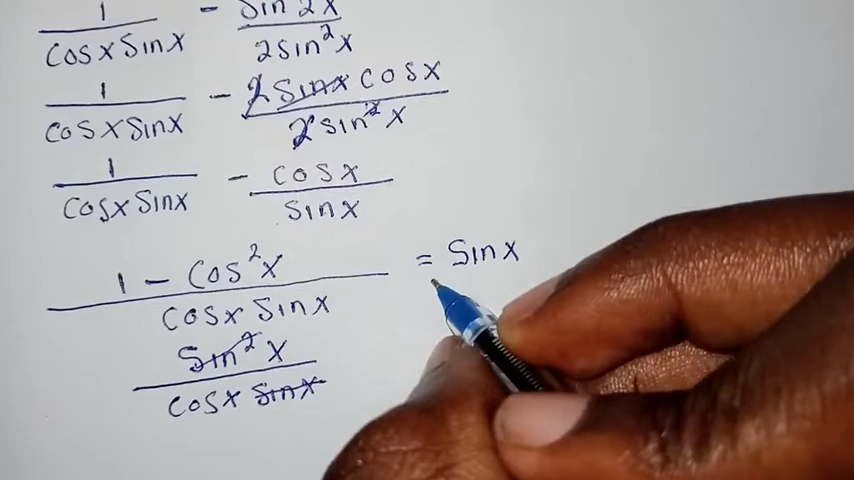 1/(cosx sinx) - sin2x/(2sin²x)
1/(cosx sinx) - 2sinx cosx/(2sin²x)
1/(cosx sinx) - cosx/sinx
(1 - cos²x)/(cosx sinx) = sinx
sin²x/(cosx sinx)